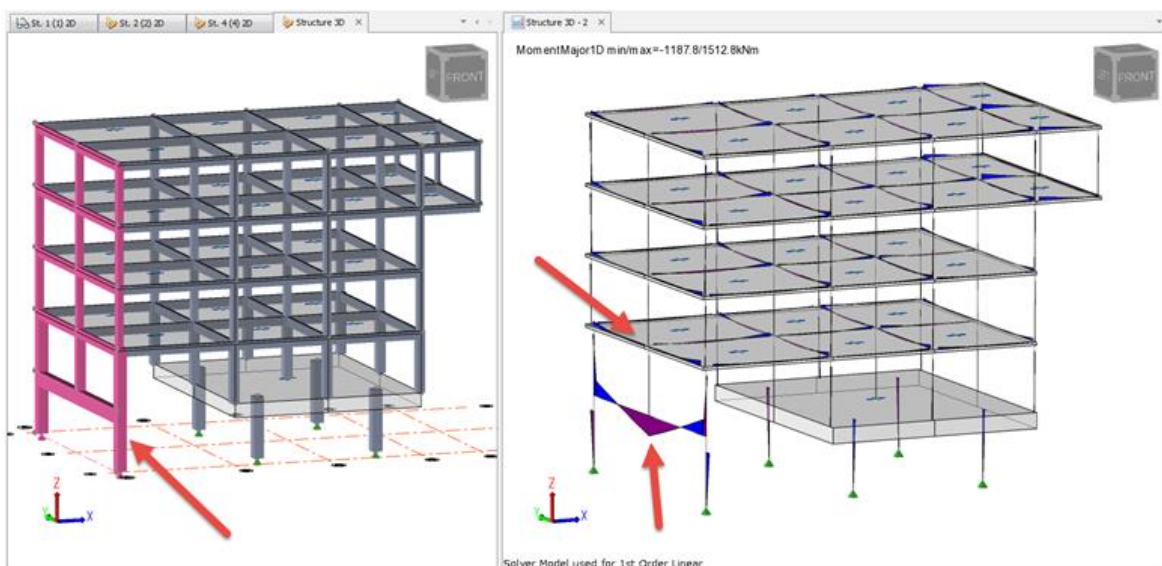 St. 1 (1) 2D
St. 2 (2) 2D
St. 4 (4) 2D
Structure 3D
Structure 3D - 2
MomentMajor1D min/max=-1187.8/1512.8kNm
FRONT
FRONT
Z
Y
X
Z
Y
X
Solver Model used for 1st Order Linear